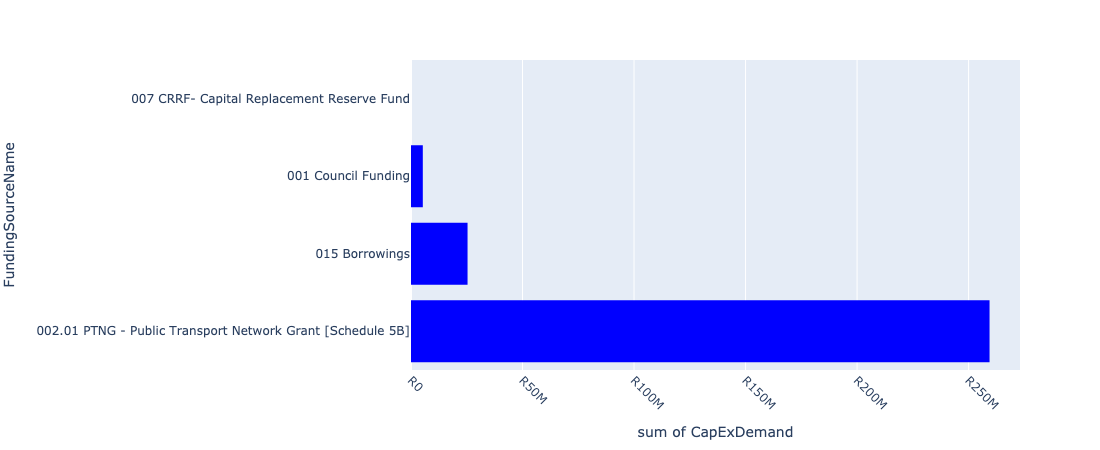 FundingSourceName
007 CRRF- Capital Replacement Reserve Fund
001 Council Funding
015 Borrowings
002.01 PTNG - Public Transport Network Grant [Schedule 5B]
R0
R50M
R100M
R150M
R200M
R250M
sum of CapExDemand